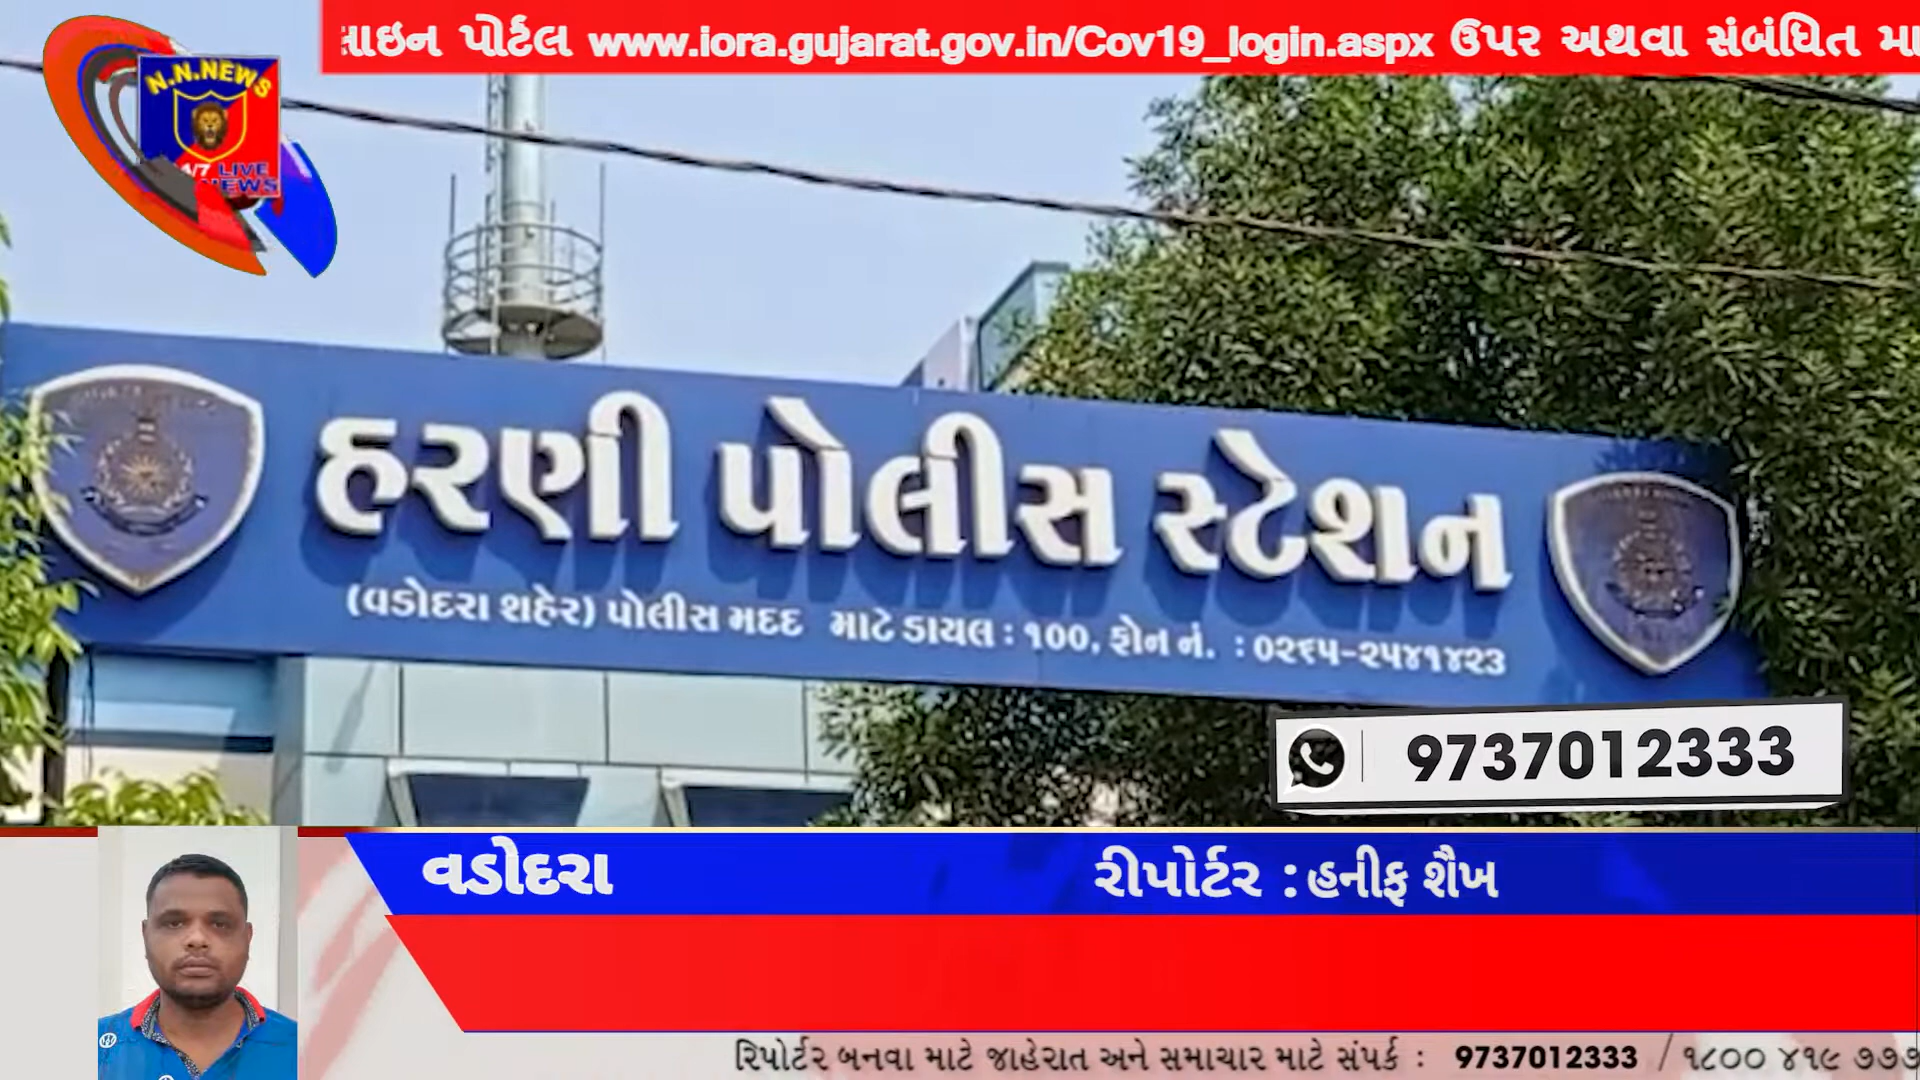 લાઇન પોર્ટલ www.iora.gujarat.gov.in/Cov19_login.aspx ઉપર અથવા સંબંધિત મા
N.N.NEWS
LIVE
NEWS
હરણી પોલીસ સ્ટેશન
(વડોદરા શહેર) પોલીસ મદદ માટે ડાયલ : ૧૦૦, ફોન નં. : ૦૨૬૫-૨૫૪૧૪૨૩
9737012333
વડોદરા
રીપોર્ટર : હનીફ શૈખ
રિપોર્ટર બનવા માટે જાહેરાત અને સમાચાર માટે સંપર્ક : 9737012333 / ૧૮૦૦ ૪૧૯ ૭૭૭